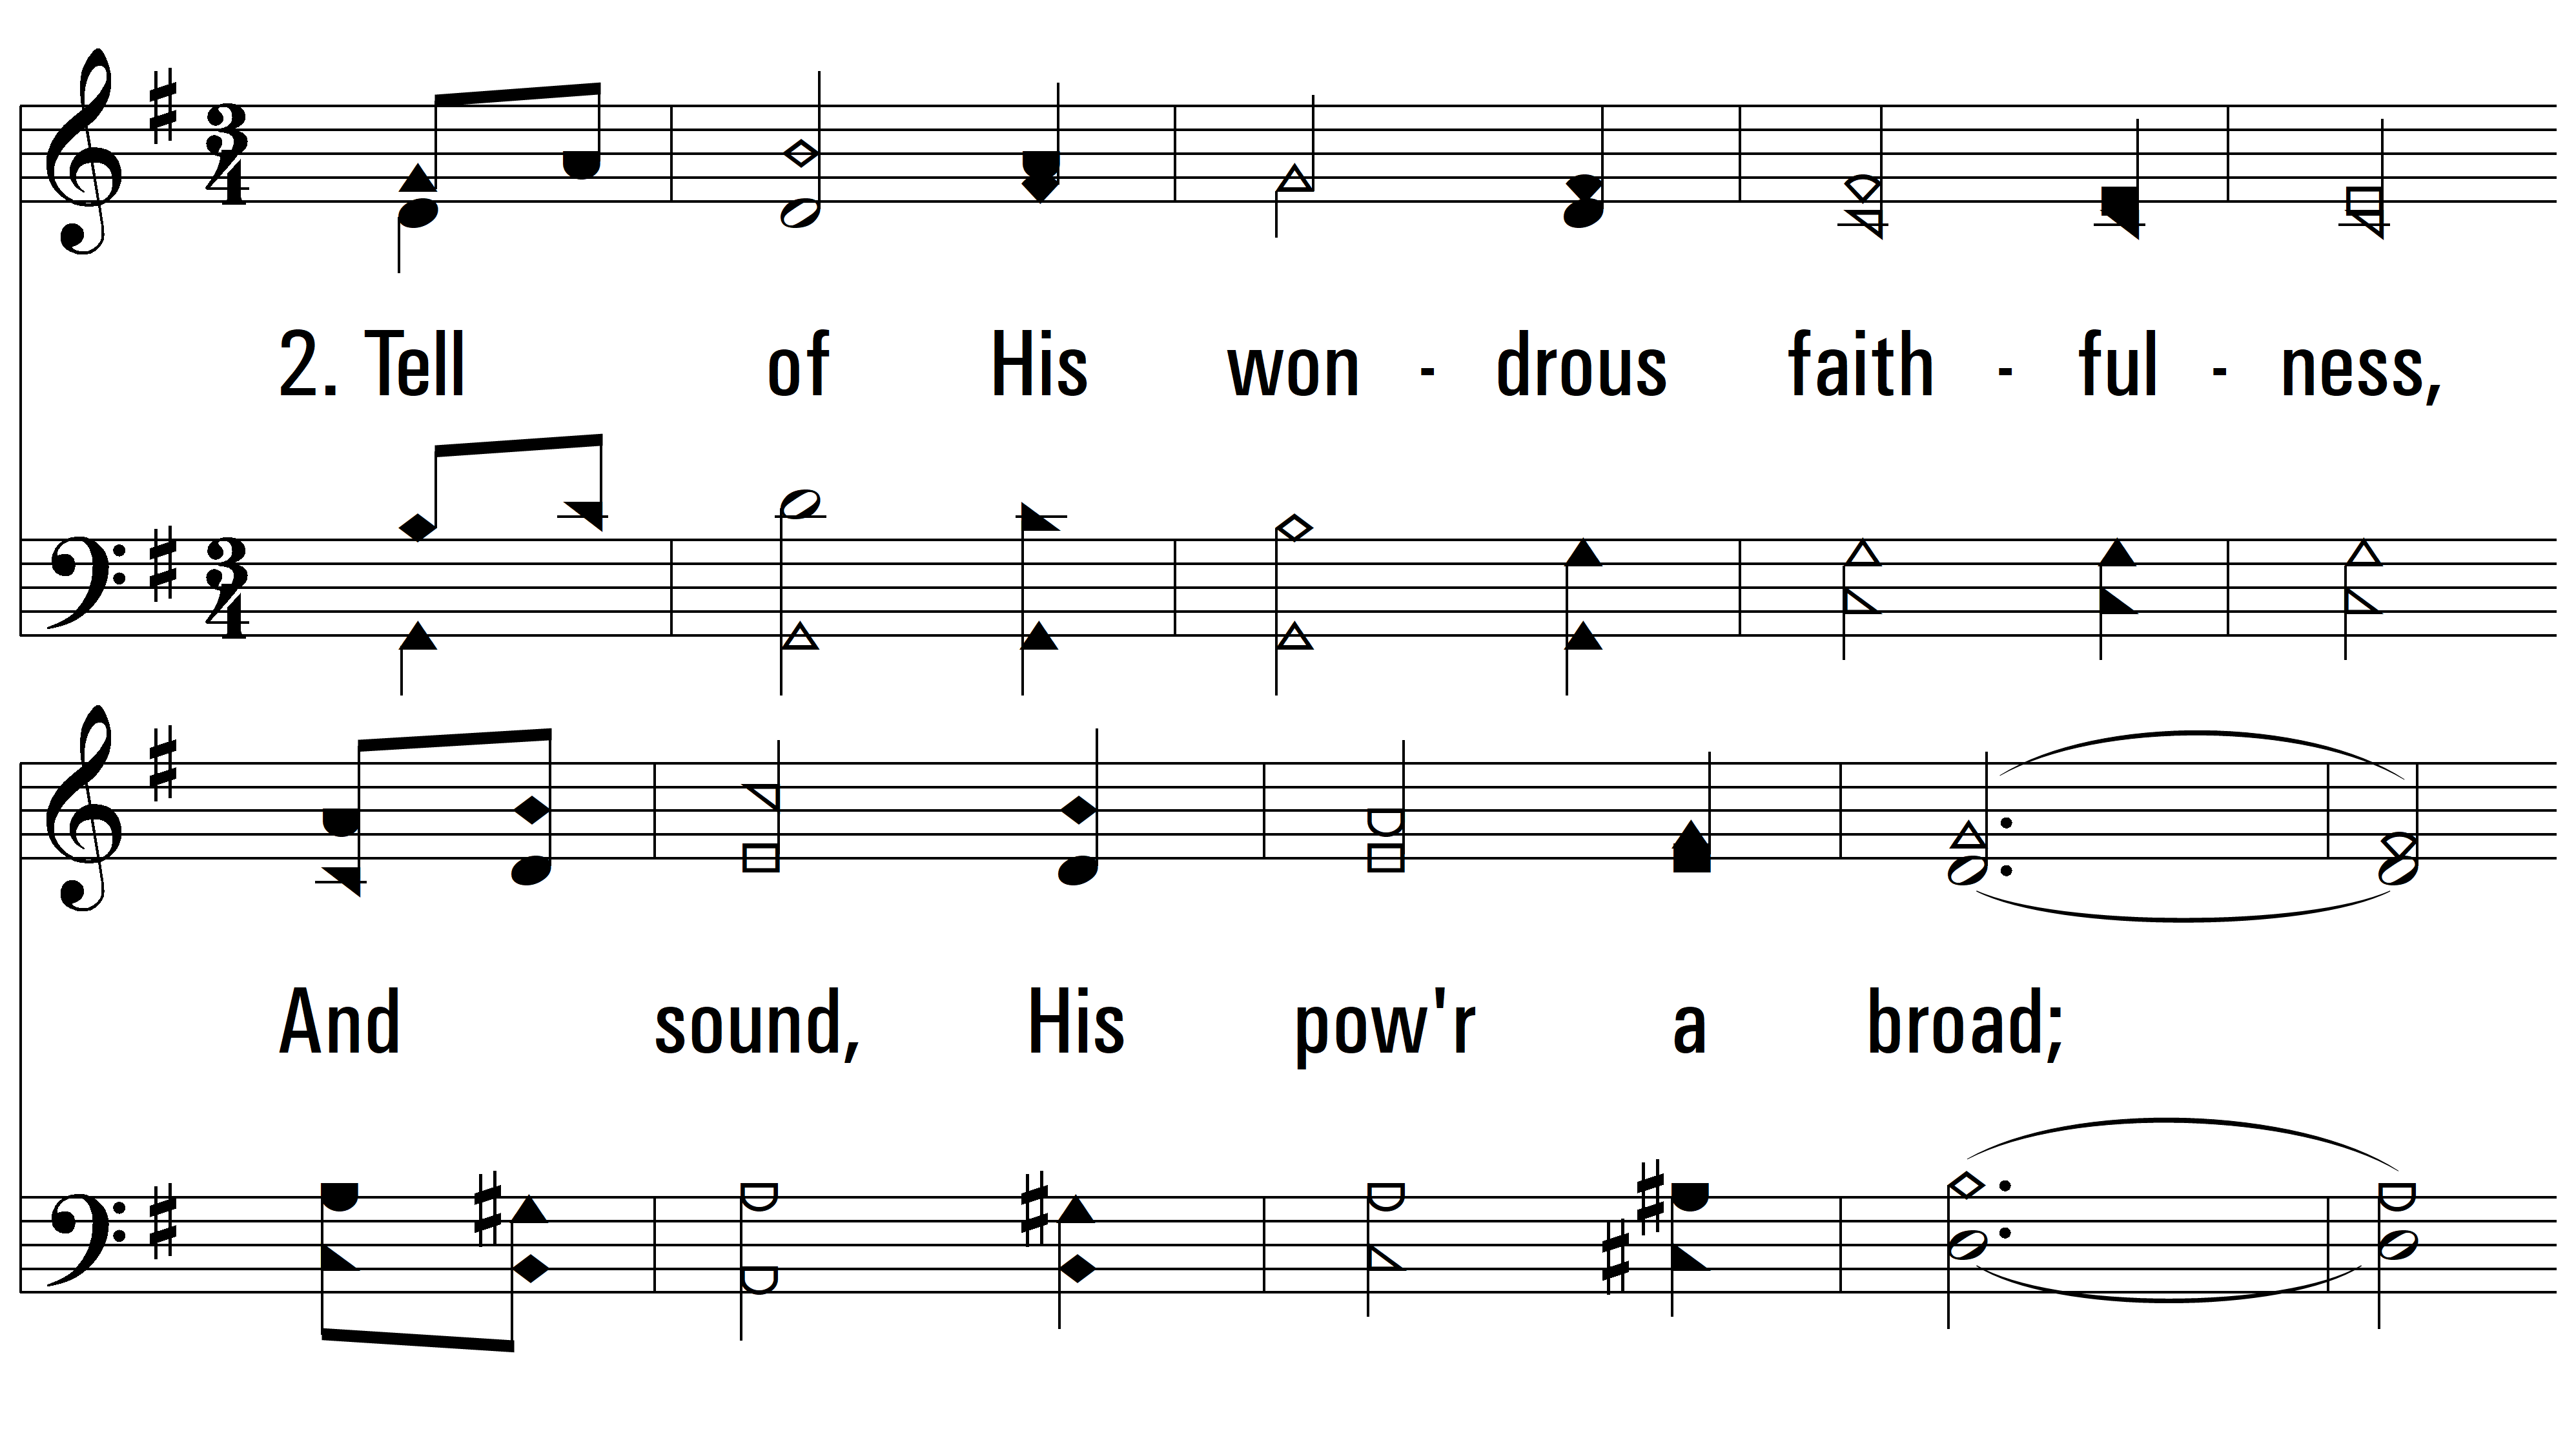 2. Tell of His won - drous faith - ful - ness,
And sound, His pow'r a broad;